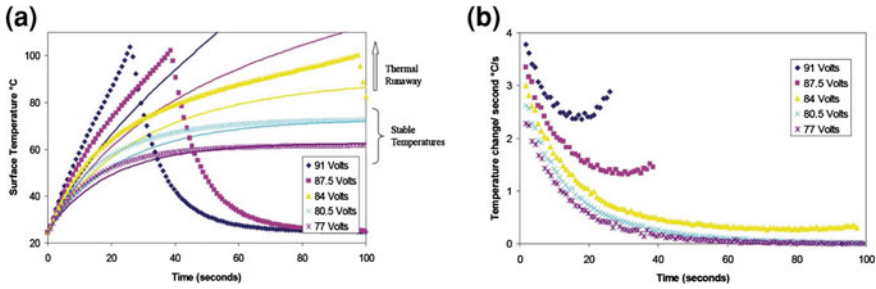 (a)
Surface Temperature °C
100
80
60
40
20
0
20
40
60
80
100
Time (seconds)
Thermal
Runaway
Stable
Temperatures
91 Volts
87.5 Volts
84 Volts
80.5 Volts
77 Volts
(b)
Temperature change/ second °C/s
4
3
2
1
0
0
20
40
60
80
100
Time (seconds)
91 Volts
87.5 Volts
84 Volts
80.5 Volts
77 Volts